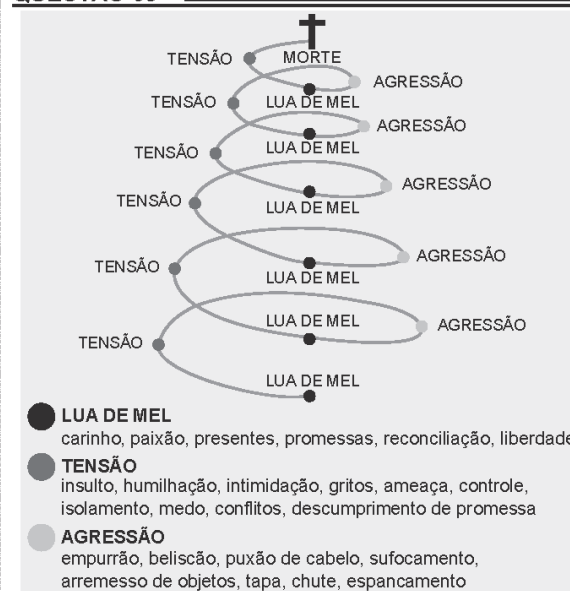 TENSÃO
MORTE
AGRESSÃO
TENSÃO
LUA DE MEL
AGRESSÃO
TENSÃO
LUA DE MEL
AGRESSÃO
TENSÃO
LUA DE MEL
AGRESSÃO
TENSÃO
LUA DE MEL
AGRESSÃO
TENSÃO
LUA DE MEL
LUA DE MEL
LUA DE MEL
carinho, paixão, presentes, promessas, reconciliação, liberdade
TENSÃO
insulto, humilhação, intimidação, gritos, ameaça, controle,
isolamento, medo, conflitos, descumprimento de promessa
AGRESSÃO
empurrão, beliscão, puxão de cabelo, sufocamento,
arremesso de objetos, tapa, chute, espancamento